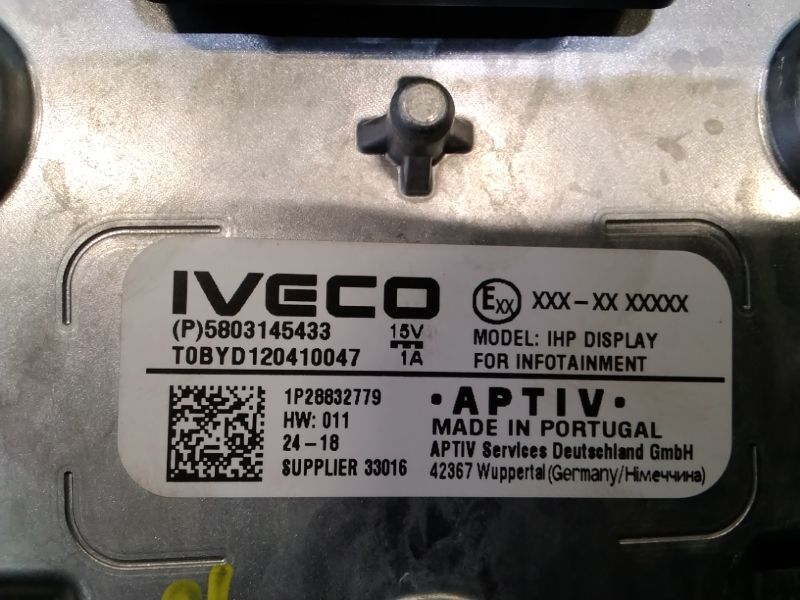 IVECO
(P)5803145433
T0BYD120410047
15V
1A
Exx XXX-XX XXXXX
MODEL: IHP DISPLAY
FOR INFOTAINMENT
1P28832779
HW: 011
24-18
SUPPLIER 33016
• APTIV •
MADE IN PORTUGAL
APTIV Services Deutschland GmbH
42367 Wuppertal (Germany/Німеччина)